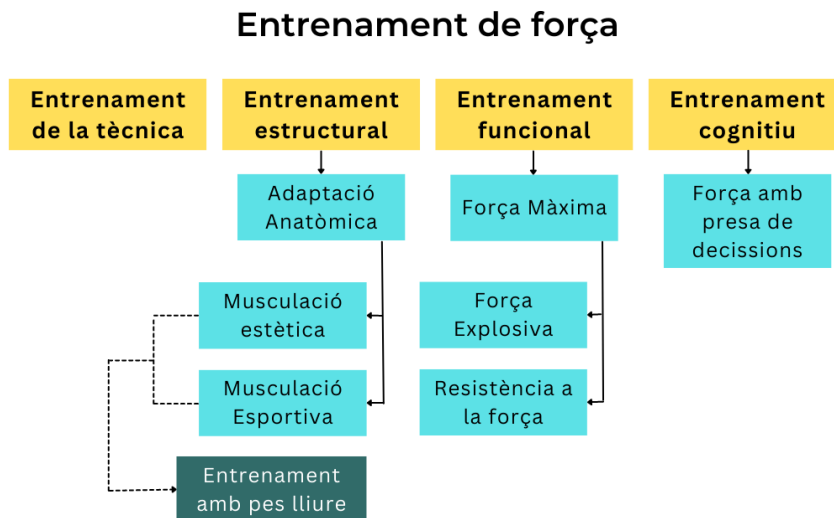 Entrenament de força
Entrenament
de la tècnica
Entrenament
estructural
Entrenament
funcional
Entrenament
cognitiu
Adaptació
Anatòmica
Força Màxima
Força amb
presa de
decissions
Musculació
estètica
Força
Explosiva
Musculació
Esportiva
Resistència a
la força
Entrenament
amb pes lliure